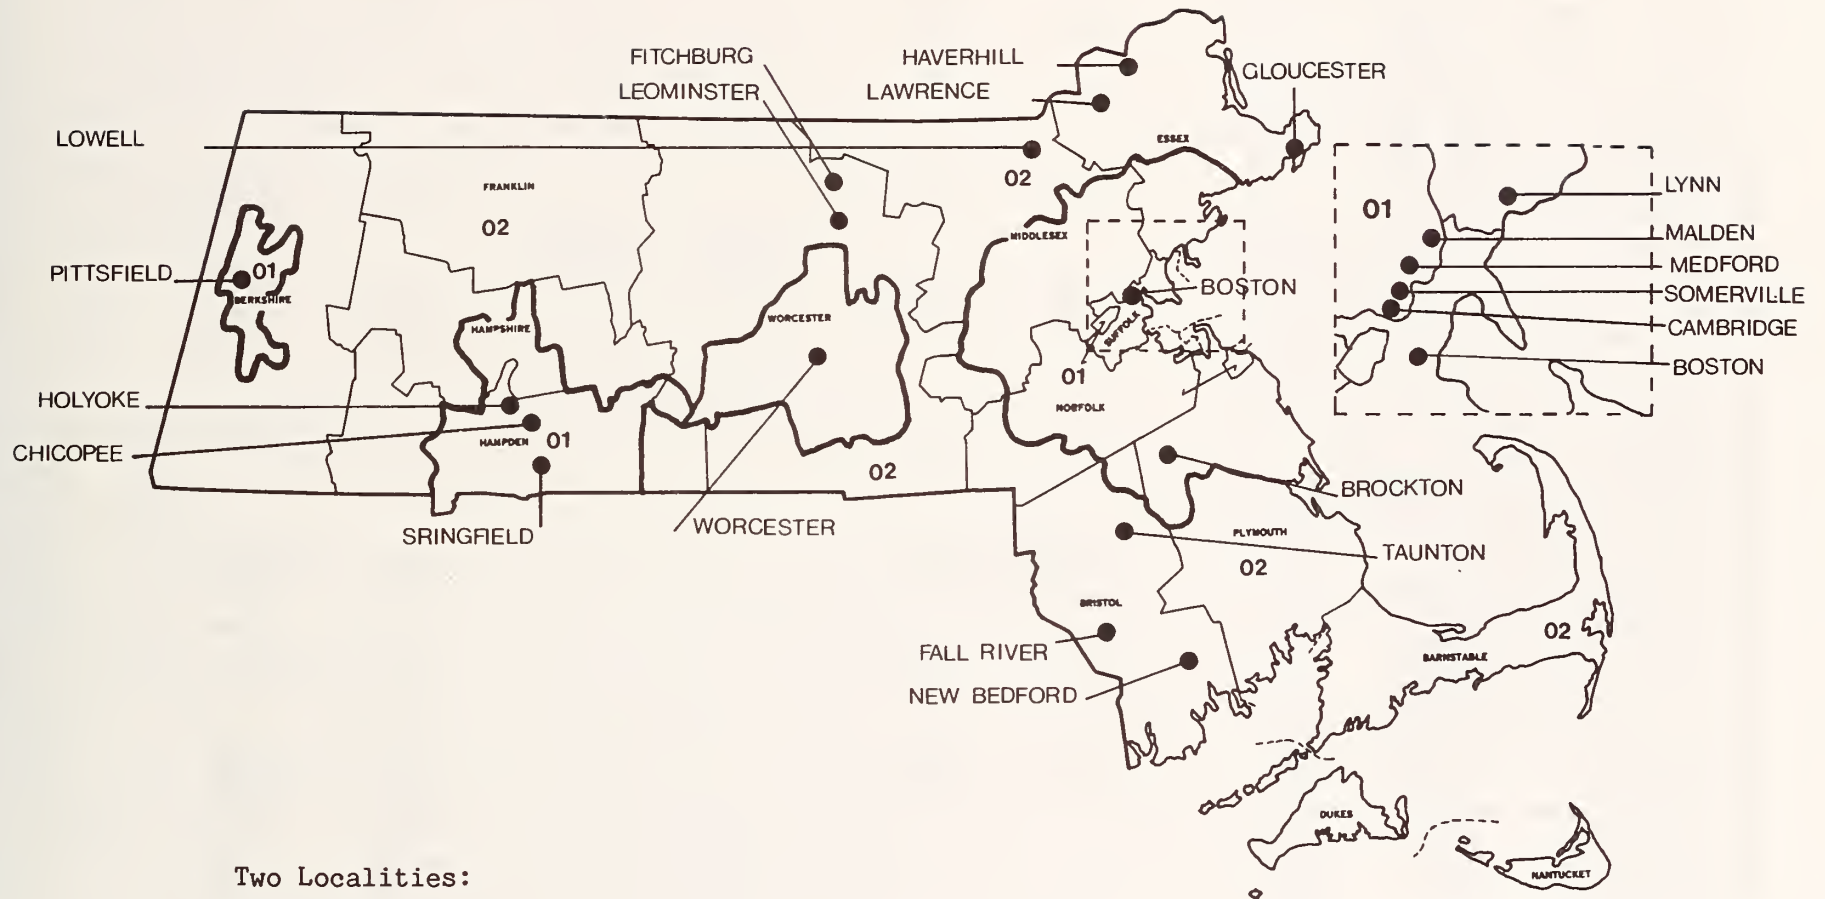 FITCHBURG
LEOMINSTER
HAVERHILL
LAWRENCE
GLOUCESTER
LOWELL
ESSEX
FRANKLIN
02
02
01
LYNN
MALDEN
MEDFORD
SOMERVILLE
CAMBRIDGE
BOSTON
MIDDLESEX
PITTSFIELD
01
BERKSHIRE
BOSTON
HAMPSHIRE
WORCESTER
SUFFOLK
01
NORFOLK
HOLYOKE
CHICOPEE
HAMPDEN
01
02
SRINGFIELD
WORCESTER
BROCKTON
PLYMOUTH
02
TAUNTON
BRISTOL
FALL RIVER
NEW BEDFORD
02
BARNSTABLE
DUKES
NANTUCKET
Two Localities: